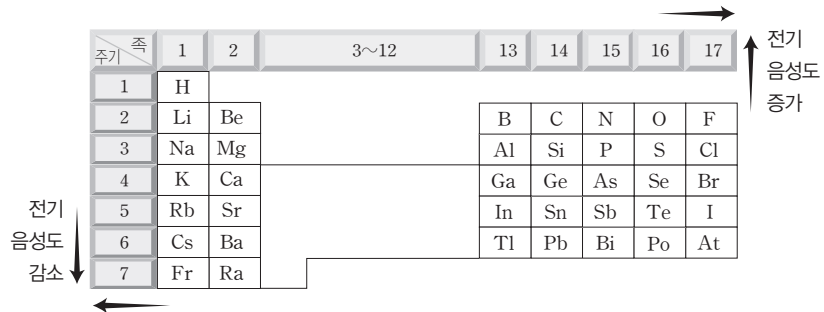 전기
음성도
증가
족
주기 1 2 3~12 13 14 15 16 17
1 H
2 Li Be B C N O F
3 Na Mg Al Si P S Cl
4 K Ca Ga Ge As Se Br
5 Rb Sr In Sn Sb Te I
6 Cs Ba Tl Pb Bi Po At
7 Fr Ra
전기
음성도
감소